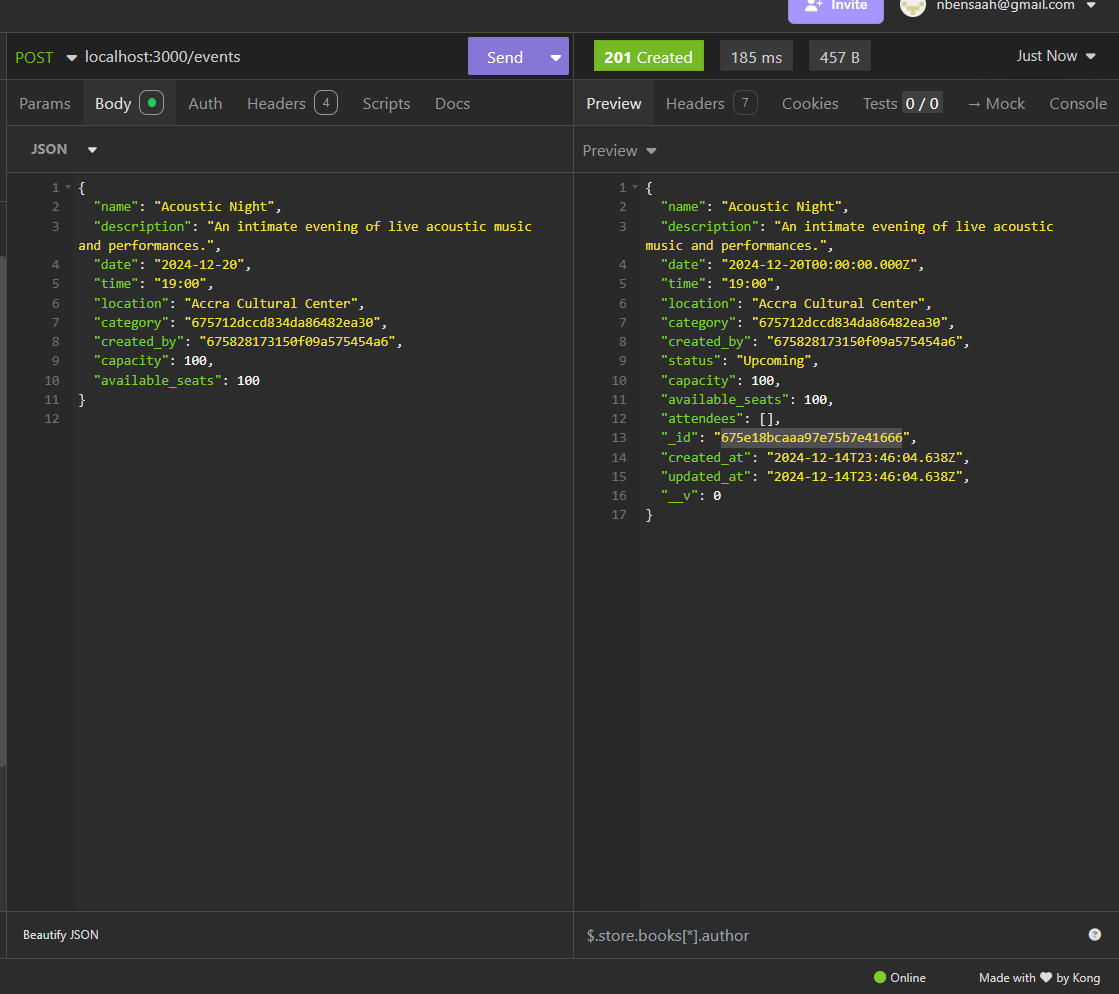 Invite nbensaah@gmail.com
POST localhost:3000/events Send 201 Created 185 ms 457 B Just Now
Params Body Auth Headers 4 Scripts Docs Preview Headers 7 Cookies Tests 0 / 0 → Mock Console
JSON
1 {
2 "name": "Acoustic Night",
3 "description": "An intimate evening of live acoustic music
and performances.",
4 "date": "2024-12-20",
5 "time": "19:00",
6 "location": "Accra Cultural Center",
7 "category": "675712dccd834da86482ea30",
8 "created_by": "675828173150f09a575454a6",
9 "capacity": 100,
10 "available_seats": 100
11 }
12
Preview
1 {
2 "name": "Acoustic Night",
3 "description": "An intimate evening of live acoustic
music and performances.",
4 "date": "2024-12-20T00:00:00.000Z",
5 "time": "19:00",
6 "location": "Accra Cultural Center",
7 "category": "675712dccd834da86482ea30",
8 "created_by": "675828173150f09a575454a6",
9 "status": "Upcoming",
10 "capacity": 100,
11 "available_seats": 100,
12 "attendees": [],
13 "_id": "675e18bcaaa97e75b7e41666",
14 "created_at": "2024-12-14T23:46:04.638Z",
15 "updated_at": "2024-12-14T23:46:04.638Z",
16 "__v": 0
17 }
Beautify JSON
$.store.books[*].author ?
Online Made with ♥ by Kong